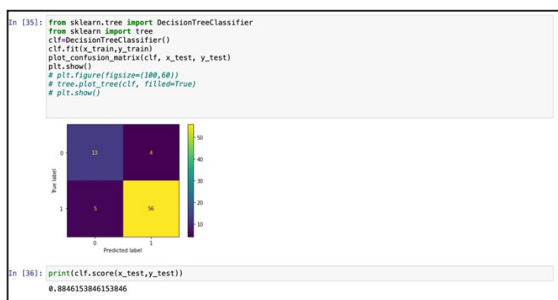 In [35]: from sklearn.tree import DecisionTreeClassifier
from sklearn import tree
clf=DecisionTreeClassifier()
clf.fit(x_train,y_train)
plot_confusion_matrix(clf, x_test, y_test)
plt.show()
# plt.figure(figsize=(100,60))
# tree.plot_tree(clf, filled=True)
# plt.show()
True label
0
1
13
4
5
56
0
1
Predicted label
50
40
30
20
10
In [36]: print(clf.score(x_test,y_test))
0.8846153846153846